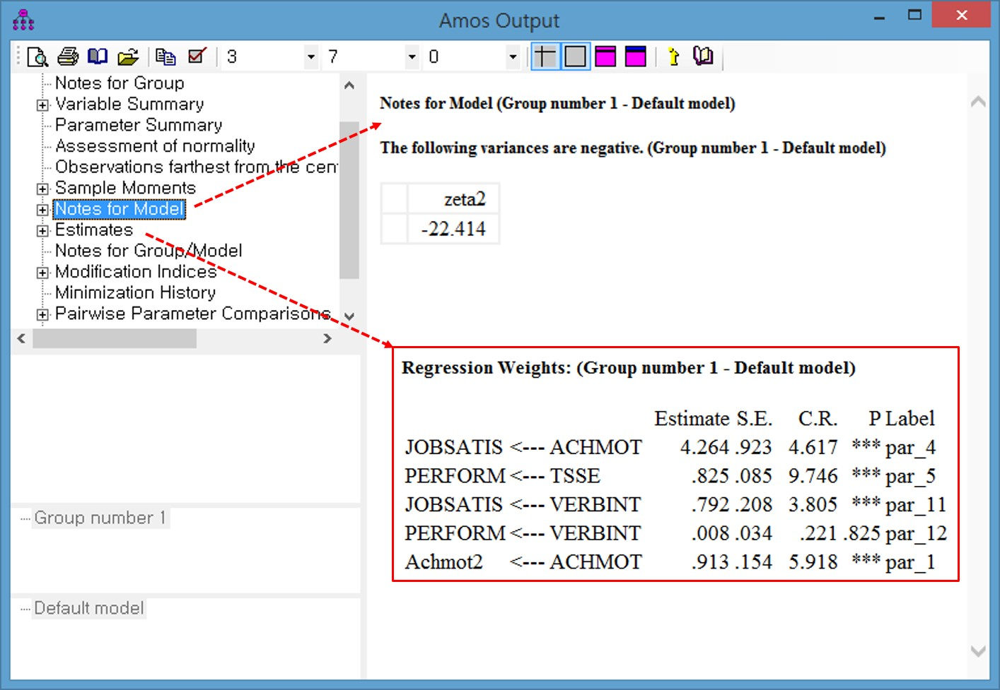 Amos Output
3 7 0
Notes for Group
Variable Summary
Parameter Summary
Assessment of normality
Observations farthest from the cen
Sample Moments
Notes for Model
Estimates
Notes for Group/Model
Modification Indices
Minimization History
Pairwise Parameter Comparisons
Group number 1
Default model
Notes for Model (Group number 1 - Default model)
The following variances are negative. (Group number 1 - Default model)
zeta2
-22.414
Regression Weights: (Group number 1 - Default model)
Estimate S.E. C.R. P Label
JOBSATIS <--- ACHMOT 4.264 .923 4.617 *** par_4
PERFORM <--- TSSE .825 .085 9.746 *** par_5
JOBSATIS <--- VERBINT .792 .208 3.805 *** par_11
PERFORM <--- VERBINT .008 .034 .221 .825 par_12
Achmot2 <--- ACHMOT .913 .154 5.918 *** par_1